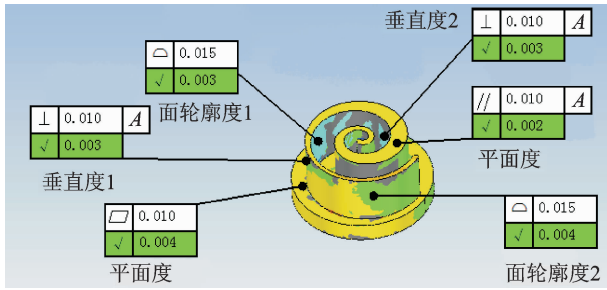 垂直度2
⊥ 0.010 A
√ 0.003
⌓ 0.015
√ 0.003
面轮廓度1
// 0.010 A
√ 0.002
平面度
⊥ 0.010 A
√ 0.003
垂直度1
⏥ 0.010
√ 0.004
平面度
⌓ 0.015
√ 0.004
面轮廓度2